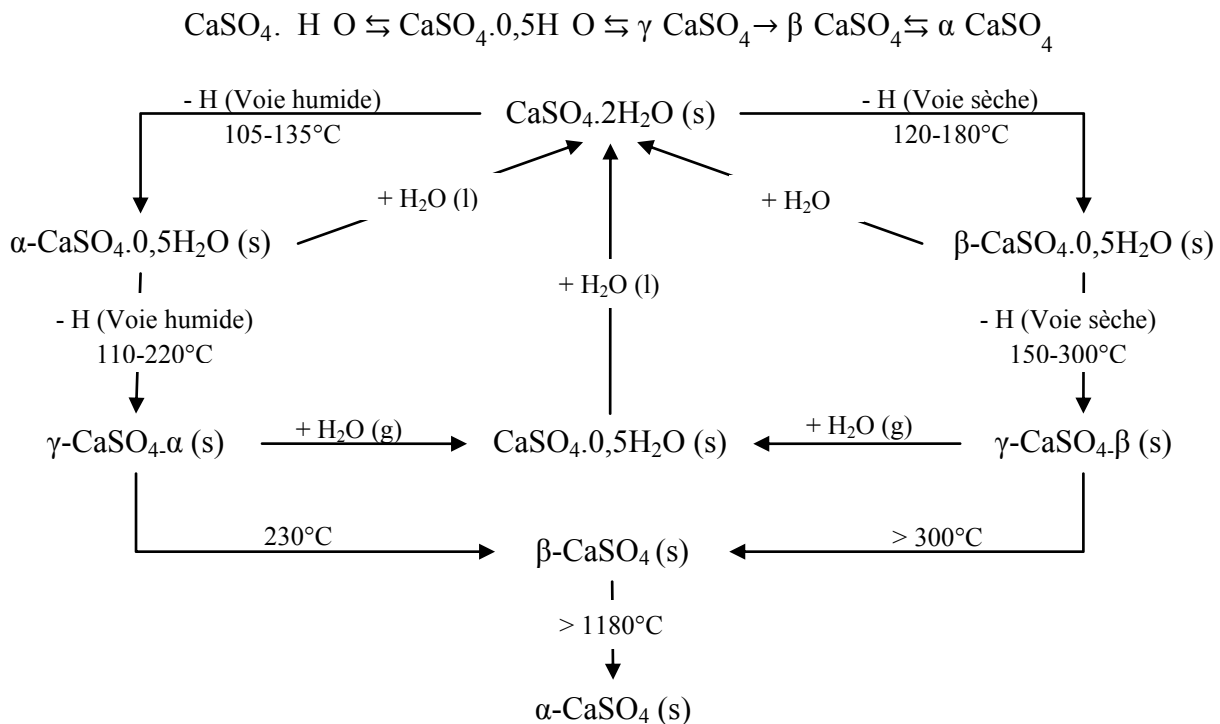 CaSO₄. H O ⇆ CaSO₄.0,5H O ⇆ γ CaSO₄→ β CaSO₄⇆ α CaSO₄
- H (Voie humide)
105-135°C
CaSO₄.2H₂O (s)
- H (Voie sèche)
120-180°C
+ H₂O (l)
+ H₂O
α-CaSO₄.0,5H₂O (s)
β-CaSO₄.0,5H₂O (s)
+ H₂O (l)
- H (Voie humide)
110-220°C
- H (Voie sèche)
150-300°C
γ-CaSO₄-α (s)
+ H₂O (g)
CaSO₄.0,5H₂O (s)
+ H₂O (g)
γ-CaSO₄-β (s)
230°C
β-CaSO₄ (s)
> 300°C
> 1180°C
α-CaSO₄ (s)